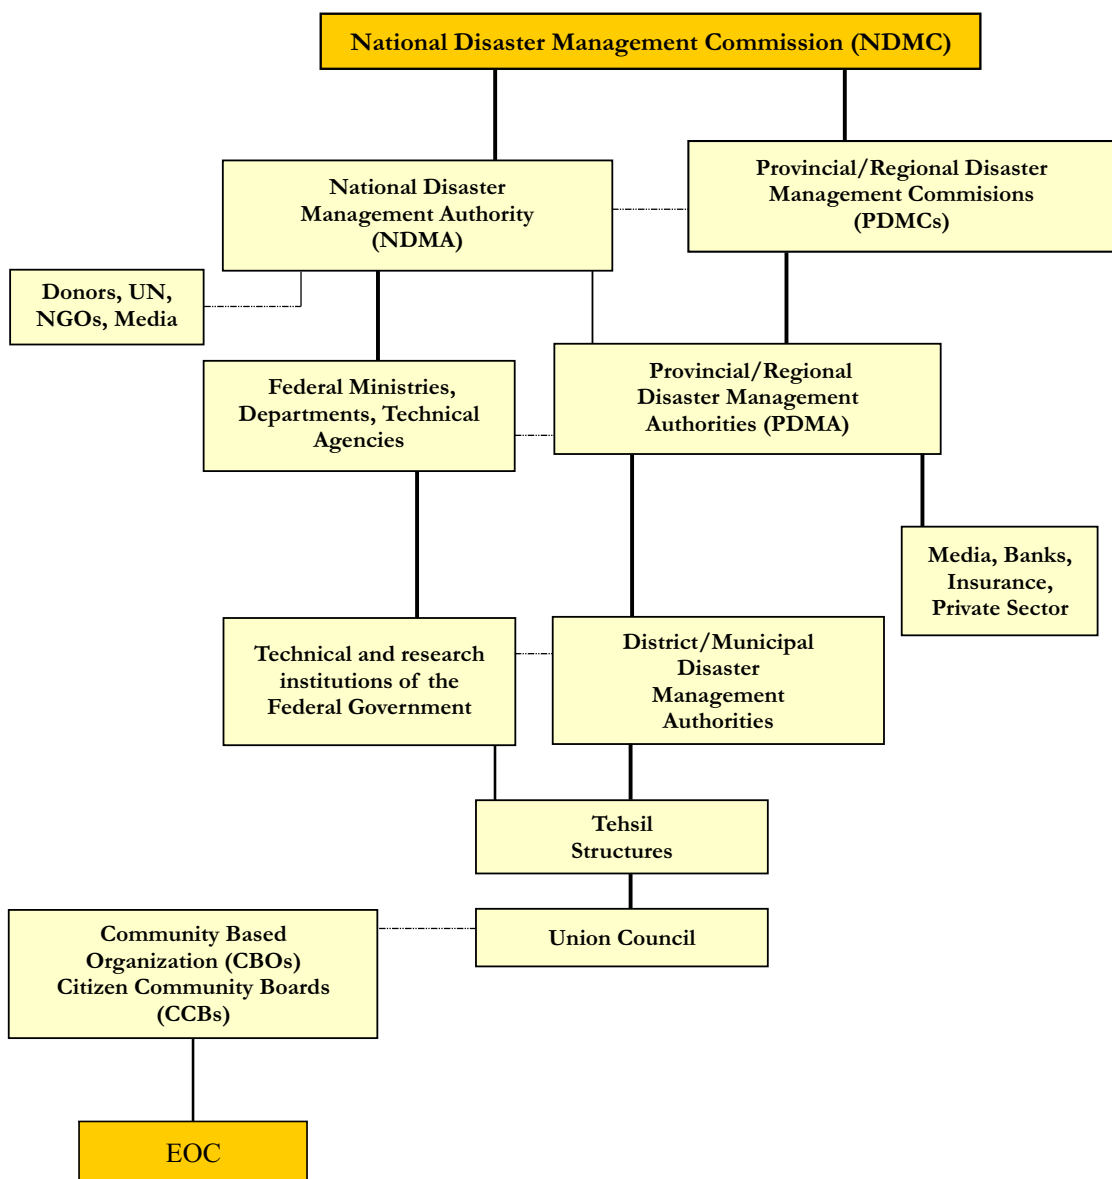 National Disaster Management Commission (NDMC)
National Disaster
Management Authority
(NDMA)
Provincial/Regional Disaster
Management Commisions
(PDMCs)
Donors, UN,
NGOs, Media
Federal Ministries,
Departments, Technical
Agencies
Provincial/Regional
Disaster Management
Authorities (PDMA)
Media, Banks,
Insurance,
Private Sector
Technical and research
institutions of the
Federal Government
District/Municipal
Disaster
Management
Authorities
Tehsil
Structures
Community Based
Organization (CBOs)
Citizen Community Boards
(CCBs)
Union Council
EOC